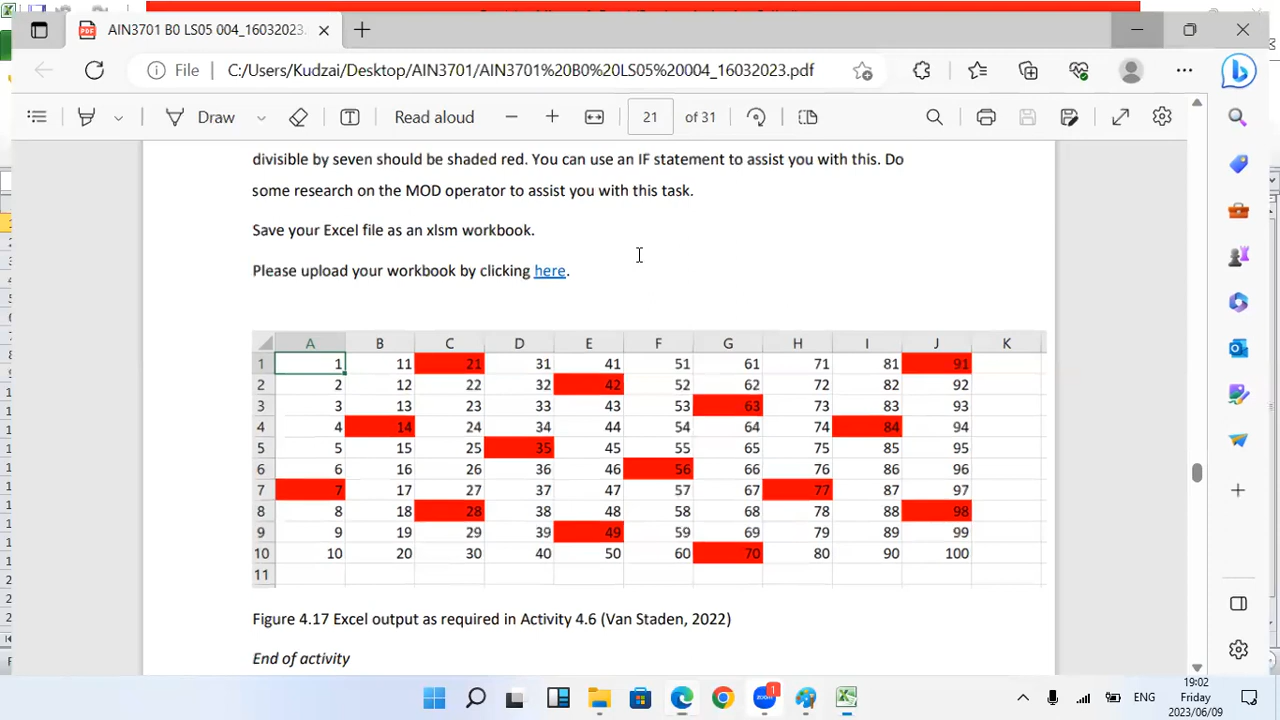 AIN3701 B0 LS05 004_16032023.
File
C:/Users/Kudzai/Desktop/AIN3701/AIN3701%20B0%20LS05%20004_16032023.pdf
Draw
Read aloud
21
of 31
divisible by seven should be shaded red. You can use an IF statement to assist you with this. Do
some research on the MOD operator to assist you with this task.
Save your Excel file as an xlsm workbook.
Please upload your workbook by clicking here.
A B C D E F G H I J K
1 1 11 21 31 41 51 61 71 81 91
2 2 12 22 32 42 52 62 72 82 92
3 3 13 23 33 43 53 63 73 83 93
4 4 14 24 34 44 54 64 74 84 94
5 5 15 25 35 45 55 65 75 85 95
6 6 16 26 36 46 56 66 76 86 96
7 7 17 27 37 47 57 67 77 87 97
8 8 18 28 38 48 58 68 78 88 98
9 9 19 29 39 49 59 69 79 89 99
10 10 20 30 40 50 60 70 80 90 100
11
Figure 4.17 Excel output as required in Activity 4.6 (Van Staden, 2022)
End of activity
ENG
19:02
Friday
2023/06/09